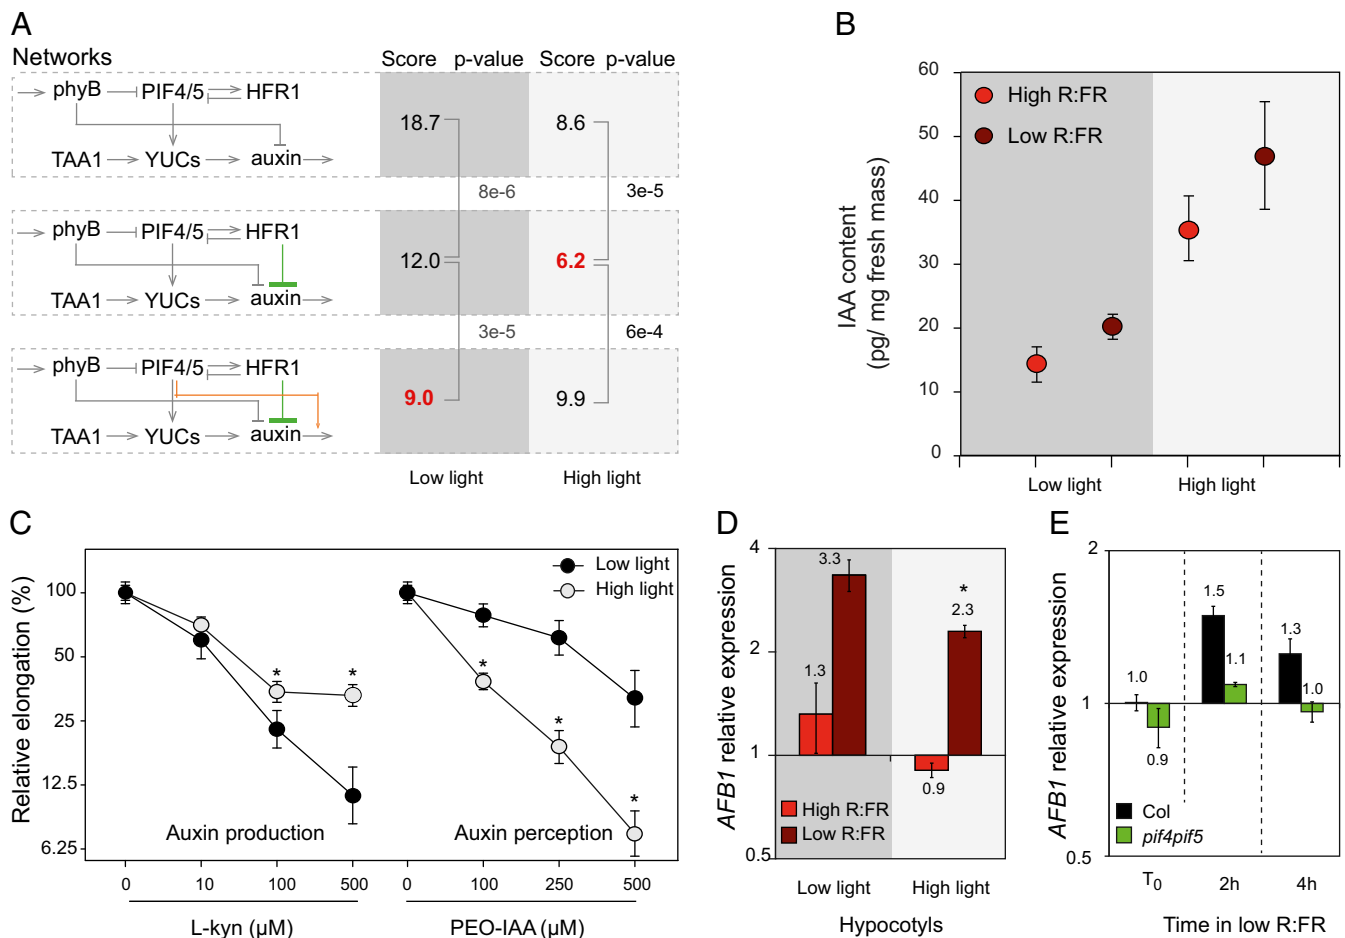 A
Networks
Score p-value Score p-value
phyB PIF4/5 HFR1
TAA1 YUCs auxin
18.7 8.6
8e-6 3e-5
phyB PIF4/5 HFR1
TAA1 YUCs auxin
12.0 6.2
3e-5 6e-4
phyB PIF4/5 HFR1
TAA1 YUCs auxin
9.0 9.9
Low light High light
B
IAA content
(pg/ mg fresh mass)
60
50
40
30
20
10
0
High R:FR
Low R:FR
Low light High light
C
Relative elongation (%)
100
50
25
12.5
6.25
Low light
High light
* *
* * *
Auxin production Auxin perception
0 10 100 500 0 100 250 500
L-kyn (µM) PEO-IAA (µM)
D
AFB1 relative expression
4
2
1
0.5
1.3 3.3 0.9 2.3
*
High R:FR
Low R:FR
Low light High light
Hypocotyls
E
AFB1 relative expression
2
1
0.5
1.0 0.9 1.5 1.1 1.3 1.0
Col
pif4pif5
T0 2h 4h
Time in low R:FR